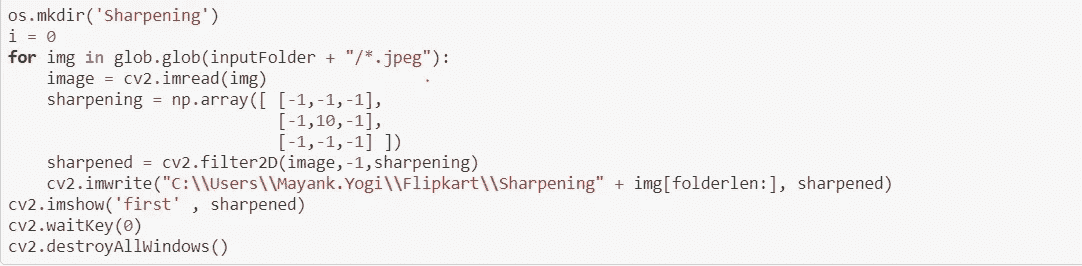 os.mkdir('Sharpening')
i = 0
for img in glob.glob(inputFolder + "/*.jpeg"):
    image = cv2.imread(img)
    sharpening = np.array([ [-1,-1,-1],
                            [-1,10,-1],
                            [-1,-1,-1] ])
    sharpened = cv2.filter2D(image,-1,sharpening)
    cv2.imwrite("C:\\Users\\Mayank.Yogi\\Flipkart\\Sharpening" + img[folderlen:], sharpened)
cv2.imshow('first' , sharpened)
cv2.waitKey(0)
cv2.destroyAllWindows()